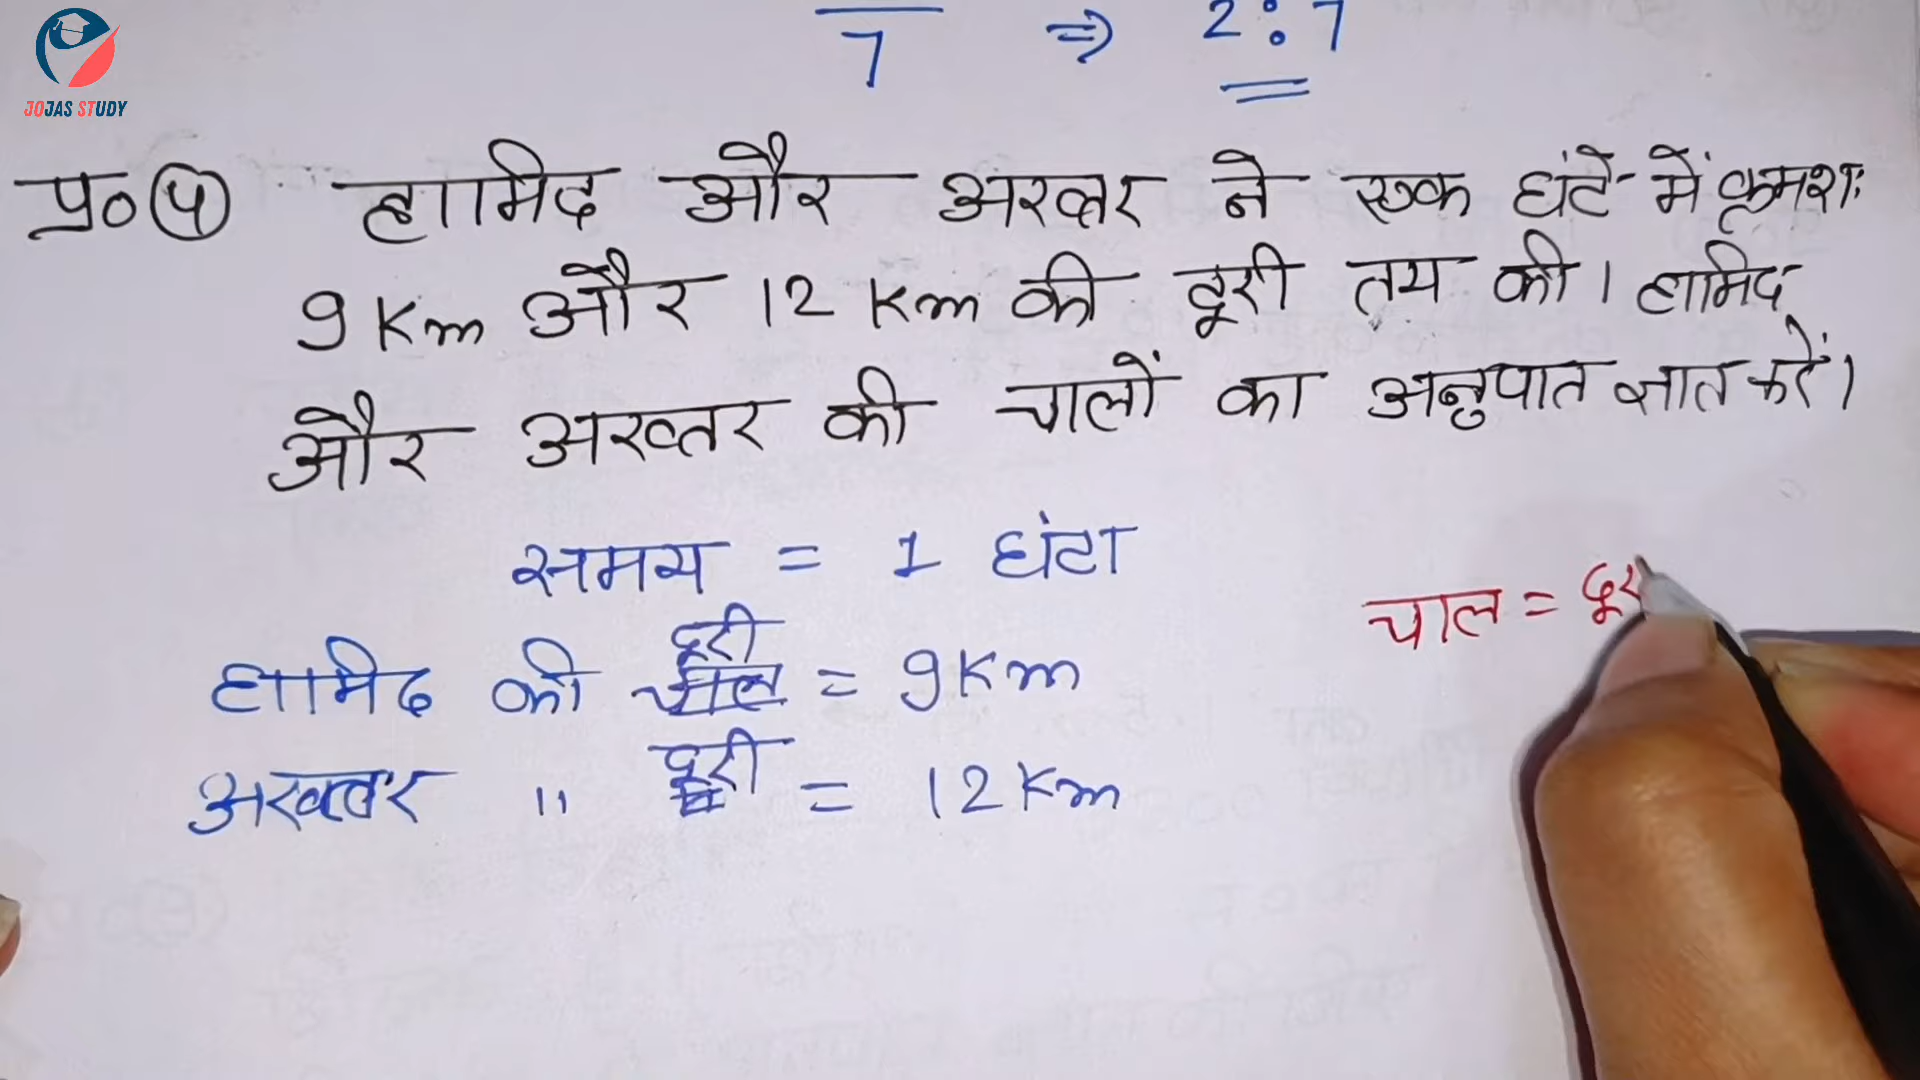 JOJAS STUDY
7 ⇒ 2:7
प्र० (५) हामिद और अख्तर ने एक घंटे में क्रमशः
9 Km और 12 Km की दूरी तय की। हामिद
और अख्तर की चालों का अनुपात ज्ञात करें।
समय = 1 घंटा
चाल = दूर
हामिद की दूरी = 9 Km
अख्तर " दूरी = 12 Km